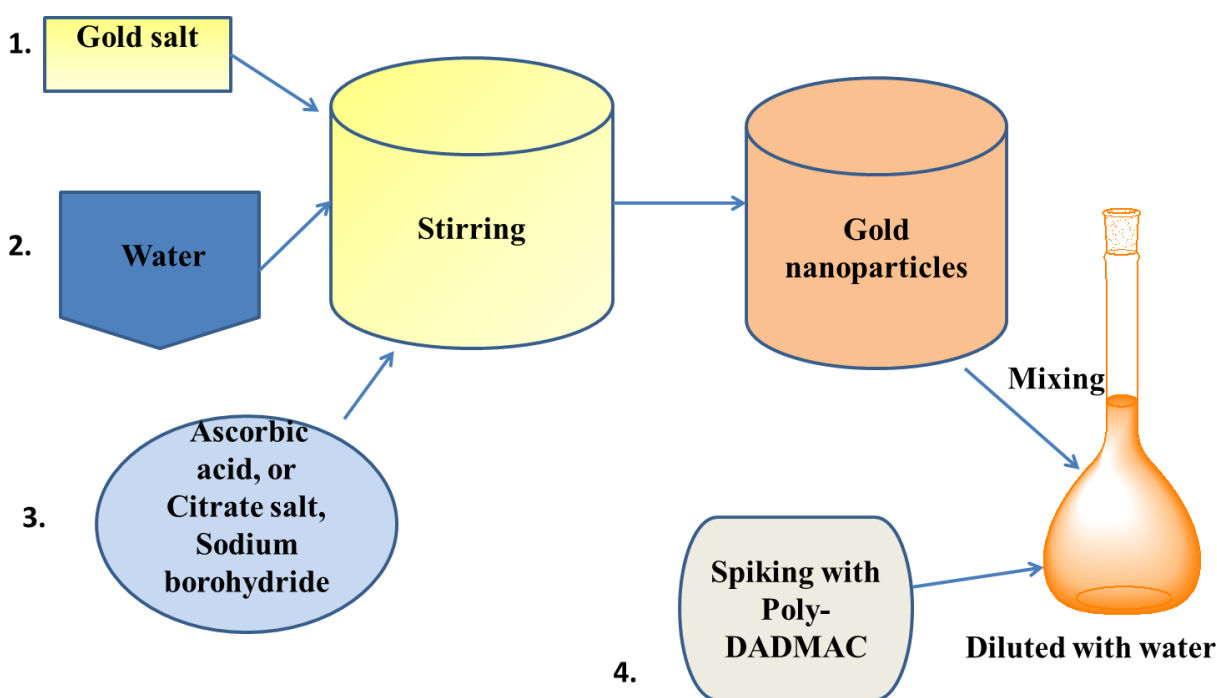 1.
Gold salt
2.
Water
Stirring
Gold
nanoparticles
3.
Ascorbic
acid, or
Citrate salt,
Sodium
borohydride
Mixing
4.
Spiking with
Poly-
DADMAC
Diluted with water